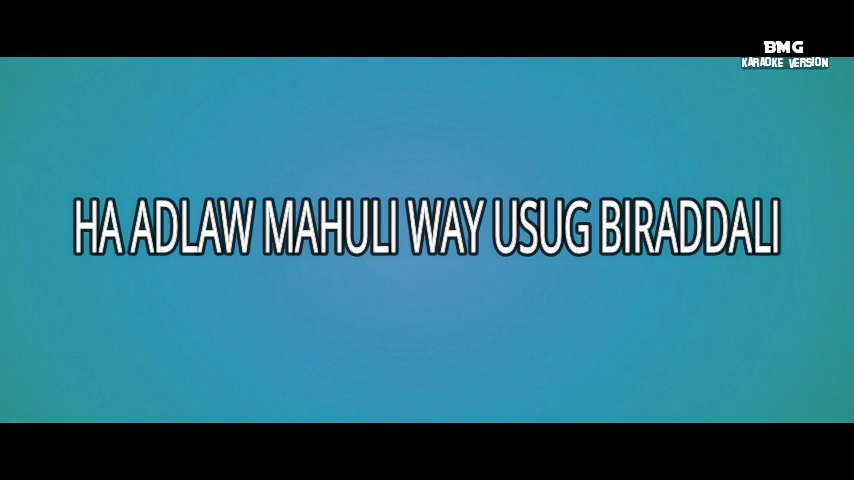 BMG
KARAOKE VERSION
HA ADLAW MAHULI WAY USUG BIRADDALI